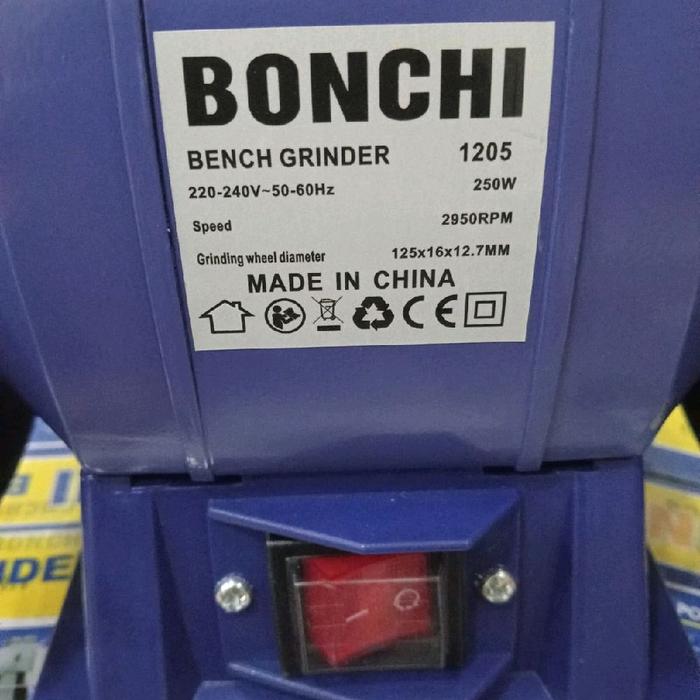 BONCHI
BENCH GRINDER 1205
220-240V~50-60Hz 250W
Speed 2950RPM
Grinding wheel diameter 125x16x12.7MM
MADE IN CHINA
CE